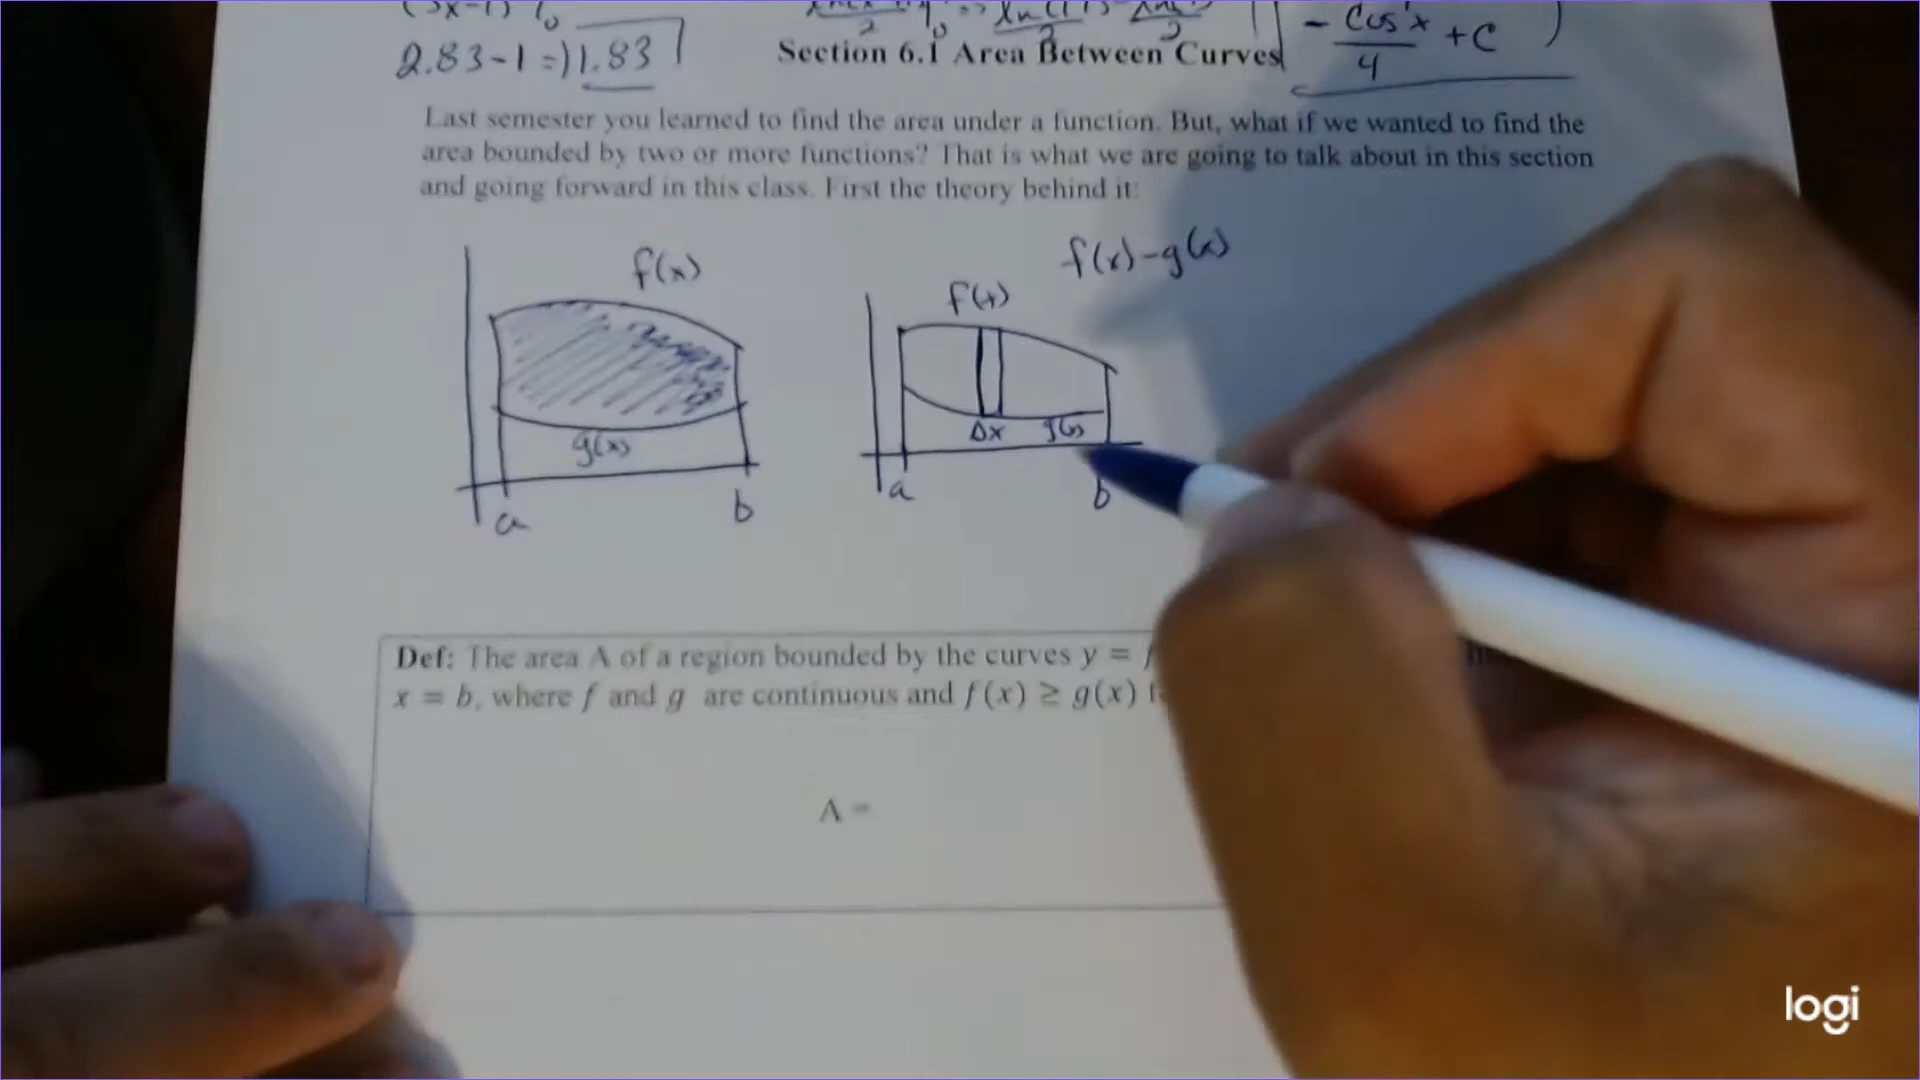 2.83-1=) 1.83
- Cos x
4
+C
Section 6.1 Area Between Curves
Last semester you learned to find the area under a function. But, what if we wanted to find the
area bounded by two or more functions? That is what we are going to talk about in this section
and going forward in this class. First the theory behind it:
f(x)
g(x)
a
b
f(x)
f(x)-g(x)
Δx
g(x)
a
b
Def: The area A of a region bounded by the curves y =
x = b, where f and g are continuous and f(x) ≥ g(x)
A =
logi